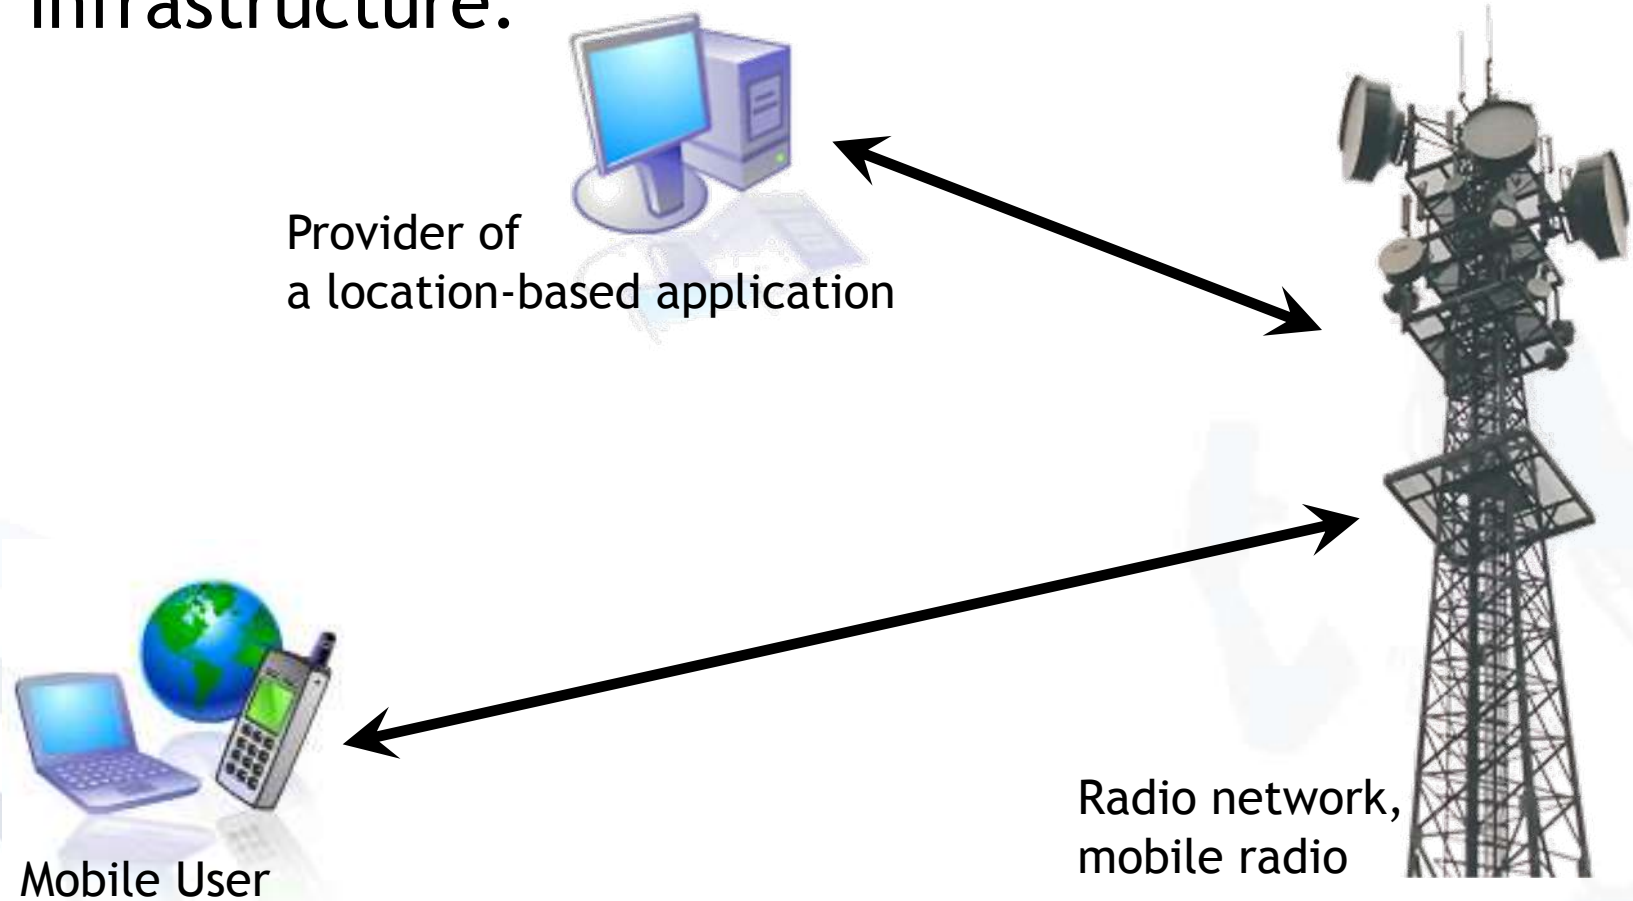 infrastructure:
Provider of
a location-based application
Radio network,
mobile radio
Mobile User